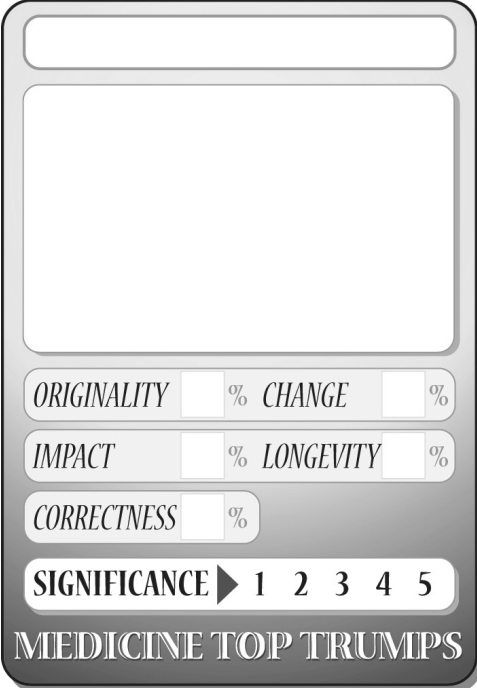 ORIGINALITY % CHANGE %
IMPACT % LONGEVITY %
CORRECTNESS %
SIGNIFICANCE 1 2 3 4 5
MEDICINE TOP TRUMPS